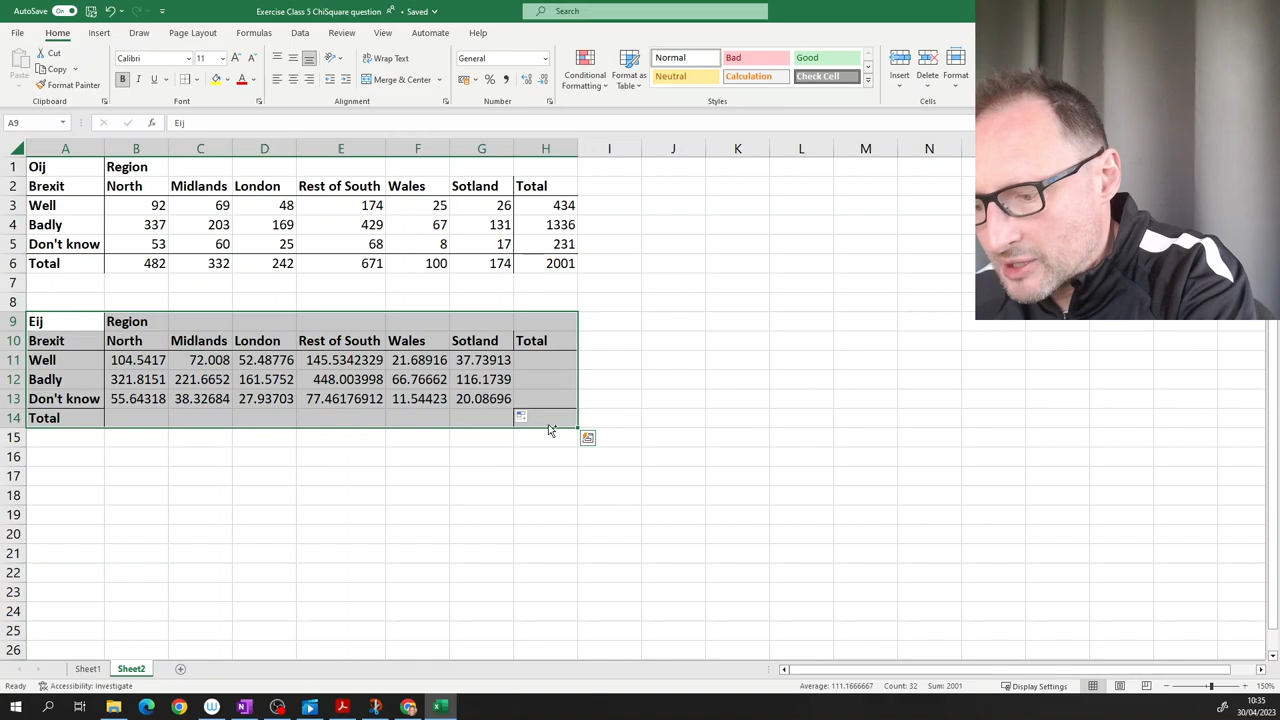 AutoSave On Exercise Class 5 ChiSquare question • Saved Search
File Home Insert Draw Page Layout Formulas Data Review View Automate Help
Paste Cut Copy Format Painter Clipboard
Calibri 11 A A B I U A Font
ab Wrap Text Merge & Center Alignment
General % 9 Number
Conditional Formatting Format as Table Normal Bad Good Neutral Calculation Check Cell Styles
Insert Delete Format Cells
A9 fx Eij
A B C D E F G H I J K L M N
1 Oij Region
2 Brexit North Midlands London Rest of South Wales Sotland Total
3 Well 92 69 48 174 25 26 434
4 Badly 337 203 169 429 67 131 1336
5 Don't know 53 60 25 68 8 17 231
6 Total 482 332 242 671 100 174 2001
7
8
9 Eij Region
10 Brexit North Midlands London Rest of South Wales Sotland Total
11 Well 104.5417 72.008 52.48776 145.5342329 21.68916 37.73913
12 Badly 321.8151 221.6652 161.5752 448.003998 66.76662 116.1739
13 Don't know 55.64318 38.32684 27.93703 77.46176912 11.54423 20.08696
14 Total
15
16
17
18
19
20
21
22
23
24
25
26
Sheet1 Sheet2
Ready Accessibility: Investigate Average: 111.1666667 Count: 32 Sum: 2001 Display Settings 150%
10:35
30/04/2023